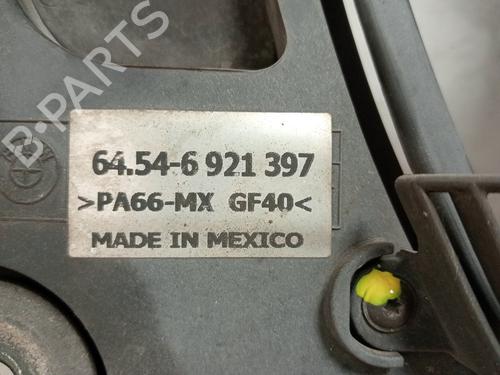 B-PARTS
64.54-6 921 397
>PA66-MX GF40<
MADE IN MEXICO